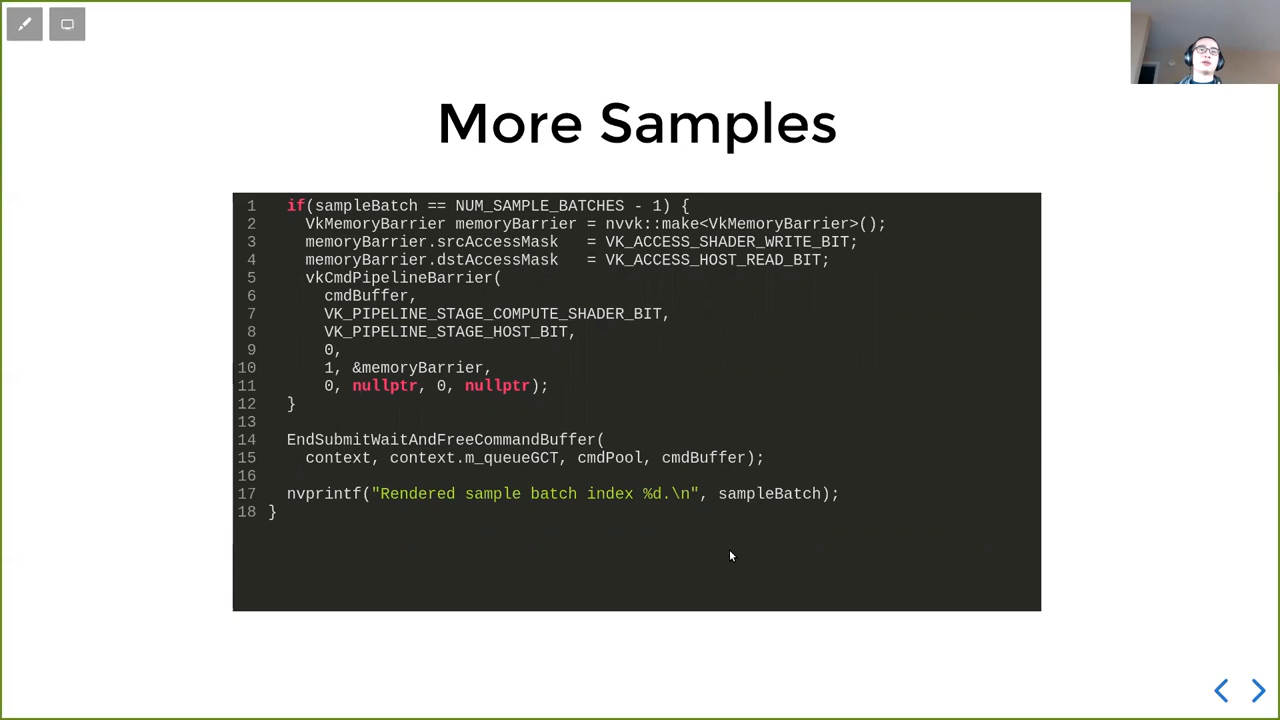 More Samples
1 if(sampleBatch == NUM_SAMPLE_BATCHES - 1) {
2 VkMemoryBarrier memoryBarrier = nvvk::make<VkMemoryBarrier>();
3 memoryBarrier.srcAccessMask = VK_ACCESS_SHADER_WRITE_BIT;
4 memoryBarrier.dstAccessMask = VK_ACCESS_HOST_READ_BIT;
5 vkCmdPipelineBarrier(
6 cmdBuffer,
7 VK_PIPELINE_STAGE_COMPUTE_SHADER_BIT,
8 VK_PIPELINE_STAGE_HOST_BIT,
9 0,
10 1, &memoryBarrier,
11 0, nullptr, 0, nullptr);
12 }
13
14 EndSubmitWaitAndFreeCommandBuffer(
15 context, context.m_queueGCT, cmdPool, cmdBuffer);
16
17 nvprintf("Rendered sample batch index %d.\n", sampleBatch);
18 }